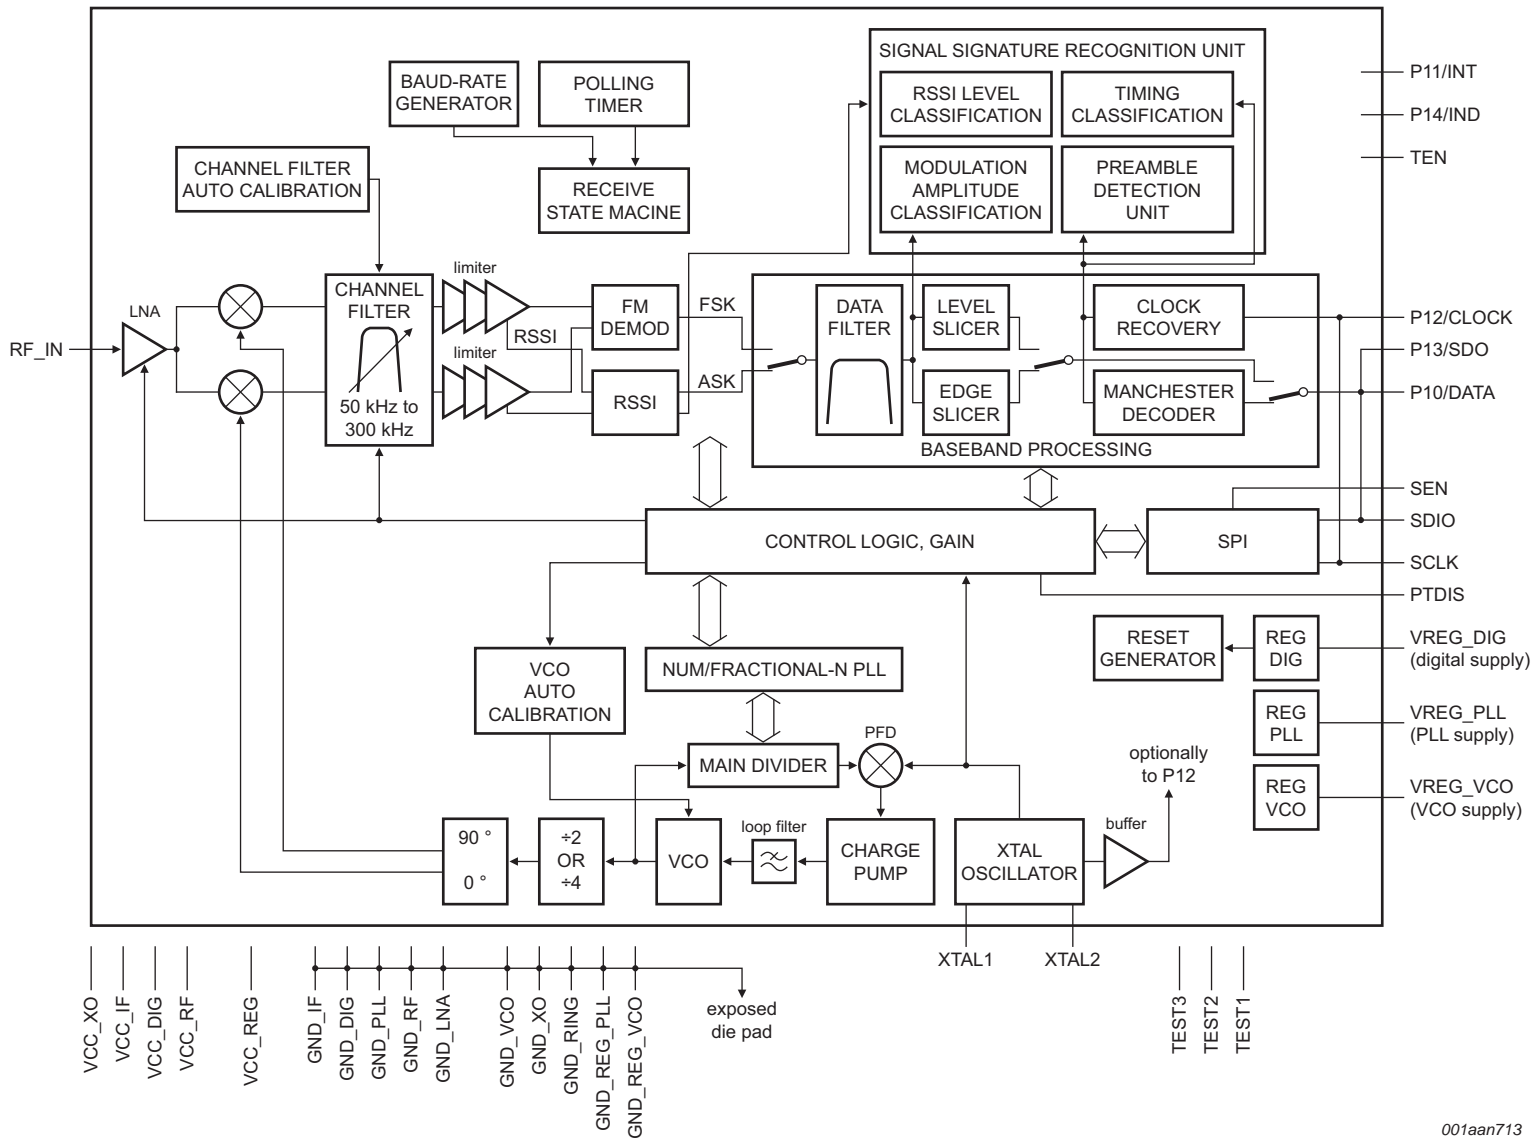 SIGNAL SIGNATURE RECOGNITION UNIT
RSSI LEVEL
CLASSIFICATION
TIMING
CLASSIFICATION
MODULATION
AMPLITUDE
CLASSIFICATION
PREAMBLE
DETECTION
UNIT
BAUD-RATE
GENERATOR
POLLING
TIMER
CHANNEL FILTER
AUTO CALIBRATION
RECEIVE
STATE MACINE
P11/INT
P14/IND
TEN
RF_IN
LNA
CHANNEL
FILTER
50 kHz to
300 kHz
limiter
RSSI
limiter
FM
DEMOD
RSSI
FSK
ASK
DATA
FILTER
LEVEL
SLICER
EDGE
SLICER
CLOCK
RECOVERY
MANCHESTER
DECODER
BASEBAND PROCESSING
P12/CLOCK
P13/SDO
P10/DATA
SEN
SDIO
SCLK
PTDIS
CONTROL LOGIC, GAIN
SPI
VCO
AUTO
CALIBRATION
NUM/FRACTIONAL-N PLL
RESET
GENERATOR
REG
DIG
VREG_DIG
(digital supply)
REG
PLL
VREG_PLL
(PLL supply)
REG
VCO
VREG_VCO
(VCO supply)
MAIN DIVIDER
PFD
optionally
to P12
90 °
0 °
÷2
OR
÷4
VCO
loop filter
CHARGE
PUMP
XTAL
OSCILLATOR
buffer
XTAL1
XTAL2
VCC_XO
VCC_IF
VCC_DIG
VCC_RF
VCC_REG
GND_IF
GND_DIG
GND_PLL
GND_RF
GND_LNA
GND_VCO
GND_XO
GND_RING
GND_REG_PLL
GND_REG_VCO
exposed
die pad
TEST3
TEST2
TEST1
001aan713